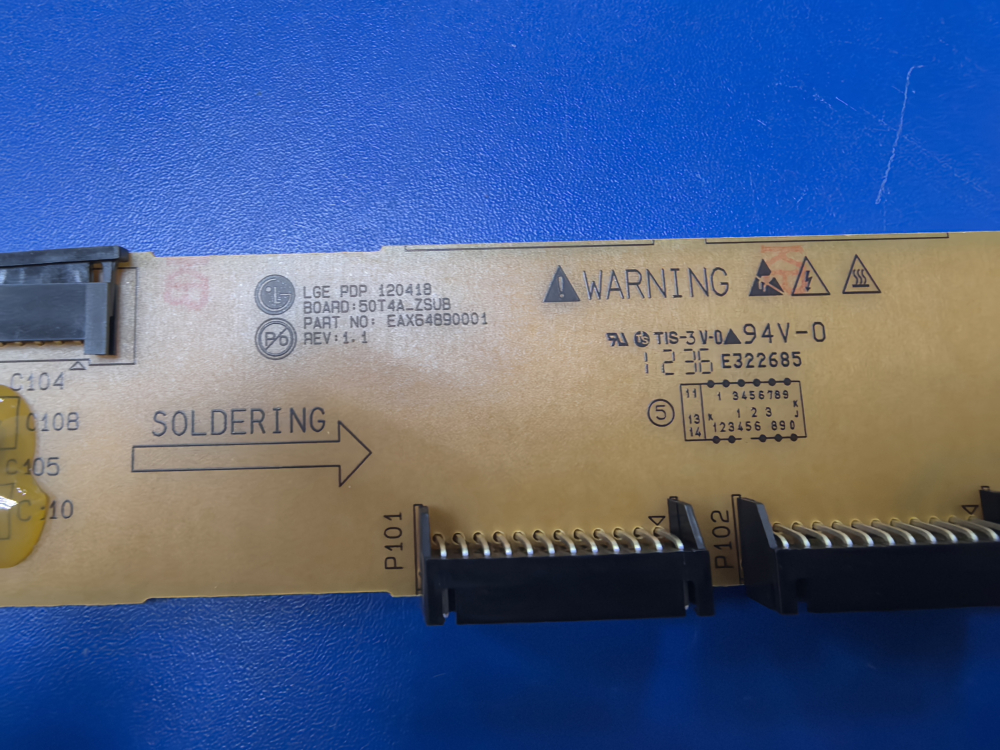 LGE PDP 120418
BOARD:50T4A_ZSUB
PART NO: EAX64890001
REV:1.1
Pb
WARNING
TIS-3 V-0 94V-0
1236 E322685
5
11 1 3456789
1 2 3
13
14 123456 890
K
K
J
C104
C108
C105
C110
SOLDERING
P101
P102